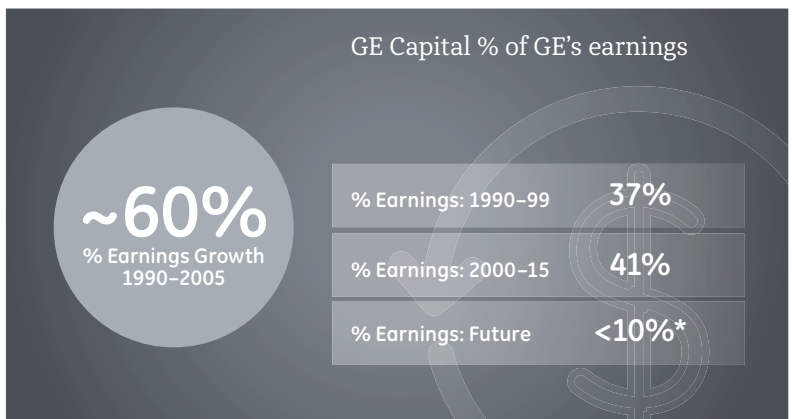 GE Capital % of GE’s earnings
~60%
% Earnings Growth
1990–2005
% Earnings: 1990–99 37%
% Earnings: 2000–15 41%
% Earnings: Future <10%*